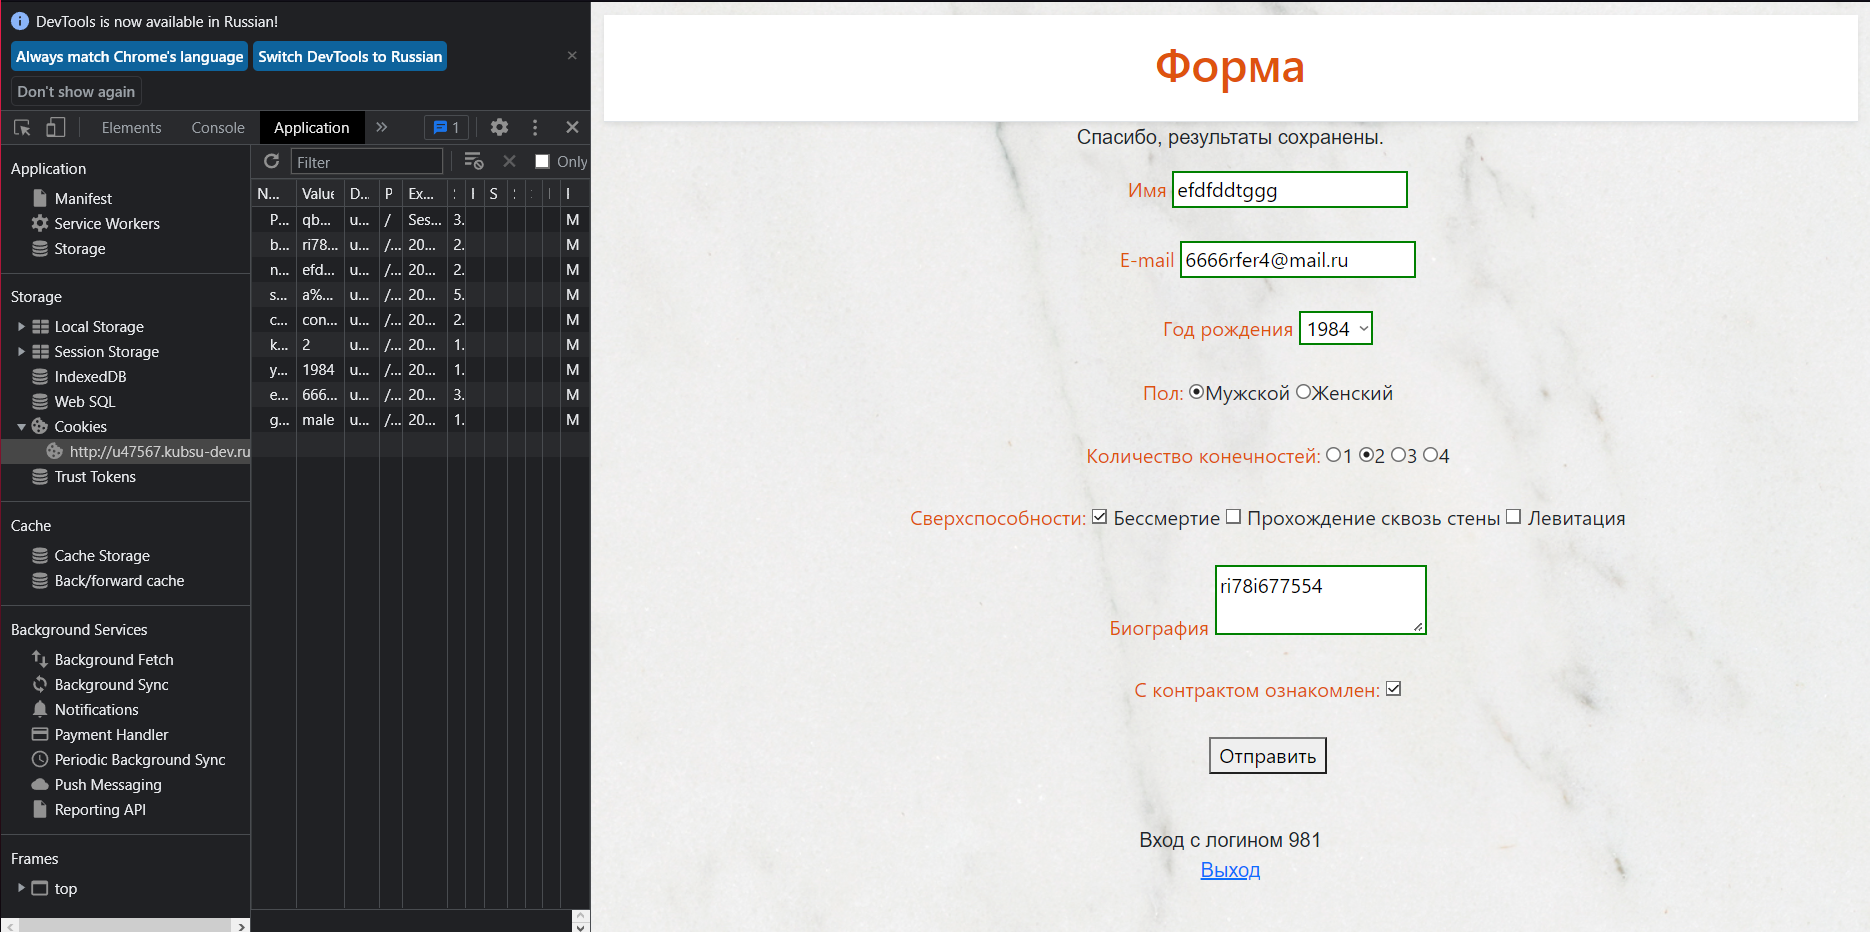 DevTools is now available in Russian!
Always match Chrome's language
Switch DevTools to Russian
Don't show again
Elements
Console
Application
1
Application
Manifest
Service Workers
Storage
Storage
Local Storage
Session Storage
IndexedDB
Web SQL
Cookies
http://u47567.kubsu-dev.ru
Trust Tokens
Cache
Cache Storage
Back/forward cache
Background Services
Background Fetch
Background Sync
Notifications
Payment Handler
Periodic Background Sync
Push Messaging
Reporting API
Frames
top
Filter
Only
N... Value D... P Ex... S
P... qb... u... / Ses... 3. M
b... ri78... u... /... 20... 2. M
n... efd... u... /... 20... 2. M
s... a%... u... /... 20... 5. M
c... con... u... /... 20... 2. M
k... 2 u... /... 20... 1. M
y... 1984 u... /... 20... 1. M
e... 666... u... /... 20... 3. M
g... male u... /... 20... 1. M
Форма
Спасибо, результаты сохранены.
Имя efdfddtggg
E-mail 6666rfer4@mail.ru
Год рождения 1984
Пол: Мужской Женский
Количество конечностей: 1 2 3 4
Сверхспособности: Бессмертие Прохождение сквозь стены Левитация
ri78i677554
Биография
С контрактом ознакомлен:
Отправить
Вход с логином 981
Выход